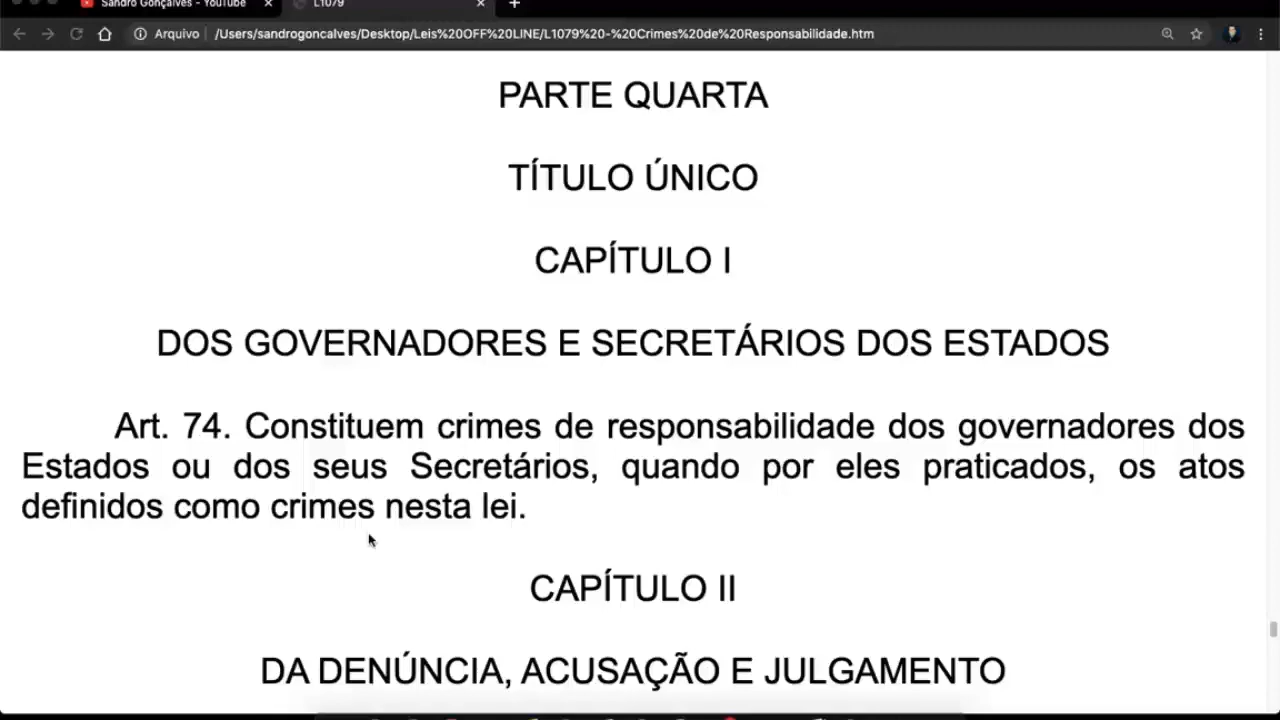 Sandro Gonçalves - YouTube
L1079
Arquivo
/Users/sandrogoncalves/Desktop/Leis%20OFF%20LINE/L1079%20-%20Crimes%20de%20Responsabilidade.htm
PARTE QUARTA
TÍTULO ÚNICO
CAPÍTULO I
DOS GOVERNADORES E SECRETÁRIOS DOS ESTADOS
Art. 74. Constituem crimes de responsabilidade dos governadores dos
Estados ou dos seus Secretários, quando por eles praticados, os atos
definidos como crimes nesta lei.
CAPÍTULO II
DA DENÚNCIA, ACUSAÇÃO E JULGAMENTO